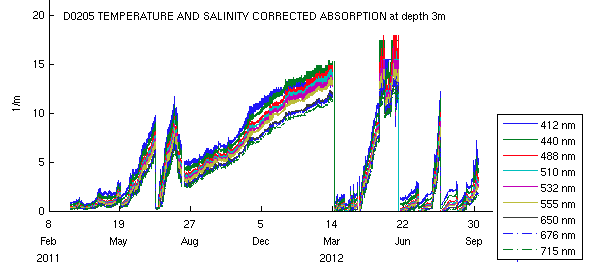 D0205 TEMPERATURE AND SALINITY CORRECTED ABSORPTION at depth 3m
20
15
10
5
0
1/m
8 19 27 5 14 22 30
Feb May Aug Dec Mar Jun Sep
2011 2012
412 nm
440 nm
488 nm
510 nm
532 nm
555 nm
650 nm
676 nm
715 nm